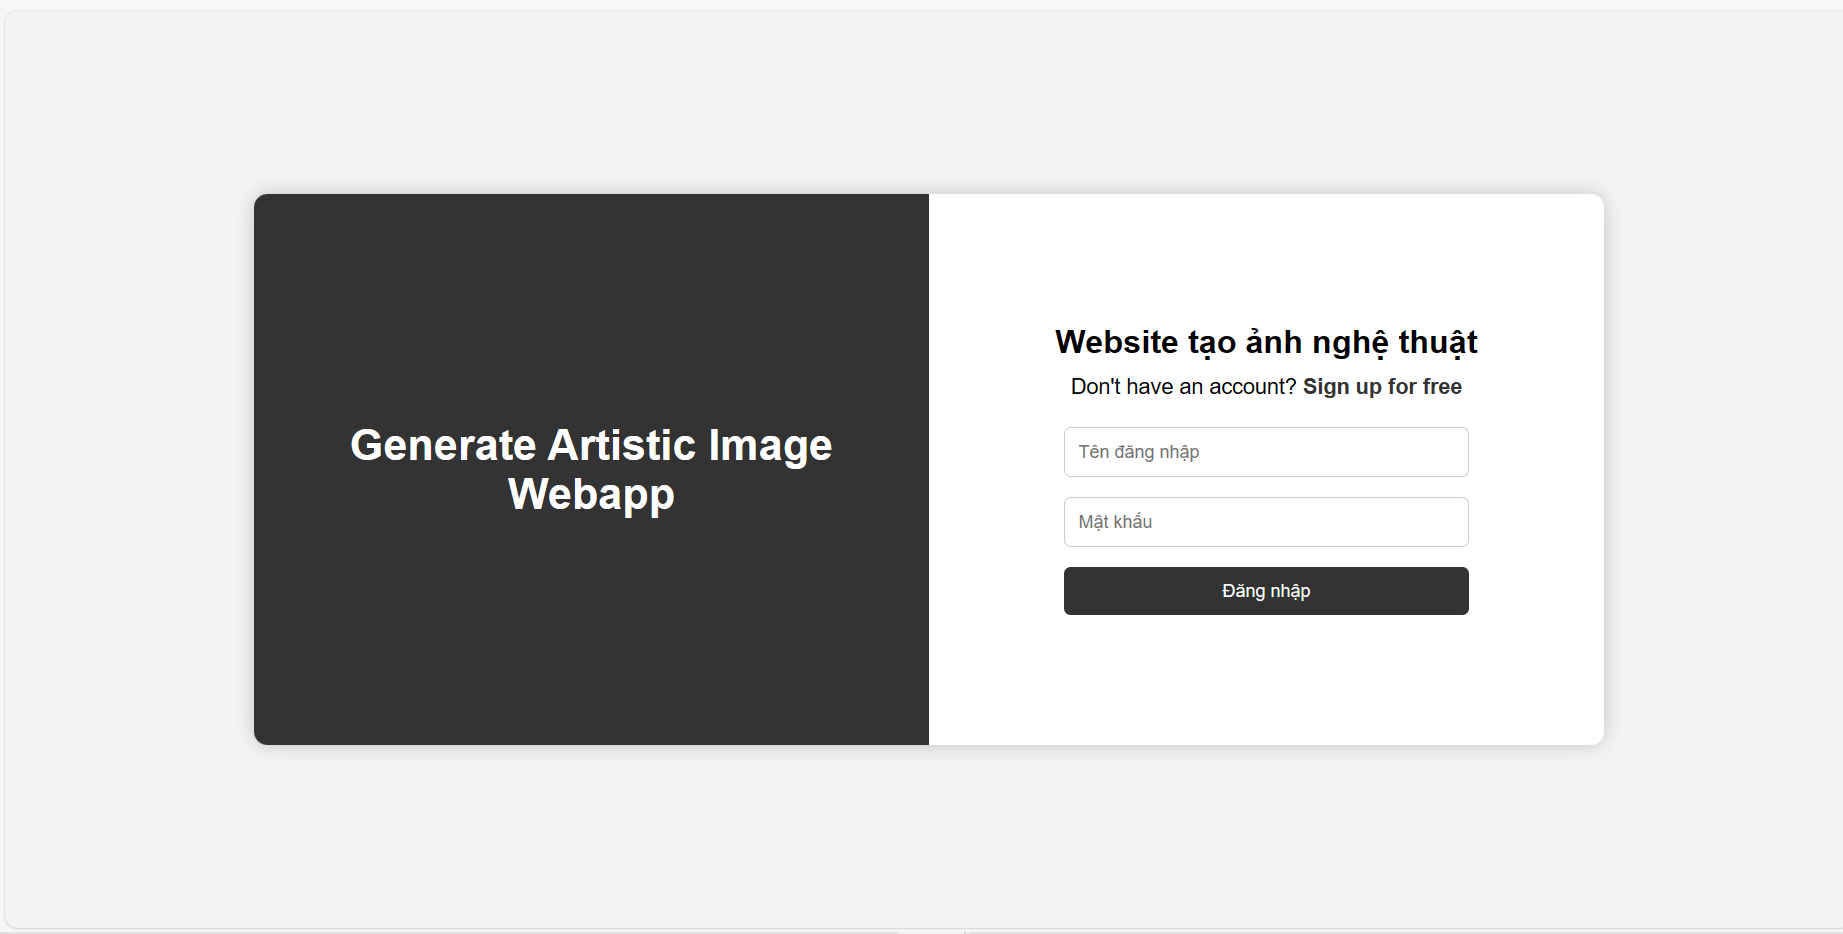 Generate Artistic Image
Webapp
Website tạo ảnh nghệ thuật
Don't have an account? Sign up for free
Tên đăng nhập
Mật khẩu
Đăng nhập